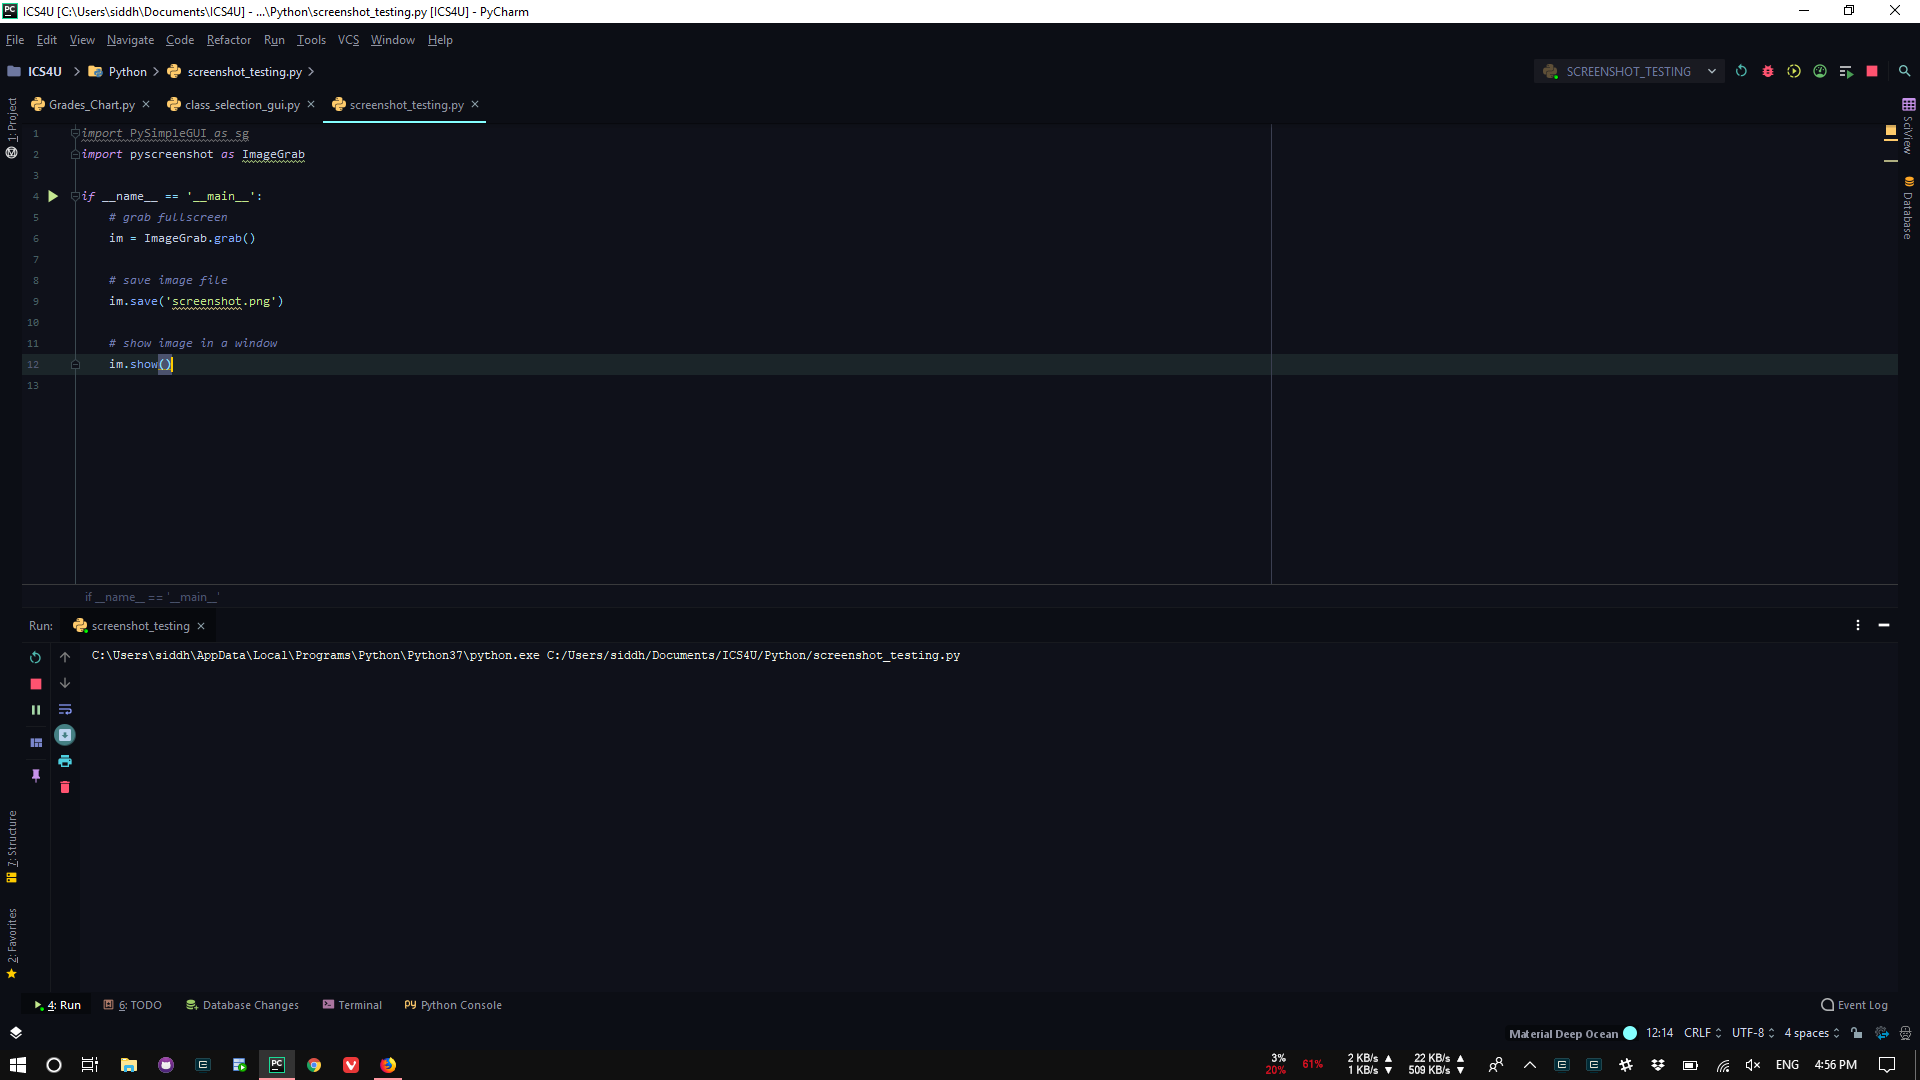 PC ICS4U [C:\Users\siddh\Documents\ICS4U] - ...\Python\screenshot_testing.py [ICS4U] - PyCharm
File Edit View Navigate Code Refactor Run Tools VCS Window Help
ICS4U Python screenshot_testing.py SCREENSHOT_TESTING
Grades_Chart.py class_selection_gui.py screenshot_testing.py
1: Project
SciView
Database
1 import PySimpleGUI as sg
2 import pyscreenshot as ImageGrab
3
4 if __name__ == '__main__':
5 # grab fullscreen
6 im = ImageGrab.grab()
7
8 # save image file
9 im.save('screenshot.png')
10
11 # show image in a window
12 im.show()
13
if __name__ == '__main__'
Run: screenshot_testing
C:\Users\siddh\AppData\Local\Programs\Python\Python37\python.exe C:/Users/siddh/Documents/ICS4U/Python/screenshot_testing.py
7: Structure
2: Favorites
4: Run 6: TODO Database Changes Terminal Python Console Event Log
Material Deep Ocean 12:14 CRLF UTF-8 4 spaces
PC 3% 20% 61% 2 KB/s 1 KB/s 22 KB/s 509 KB/s ENG 4:56 PM